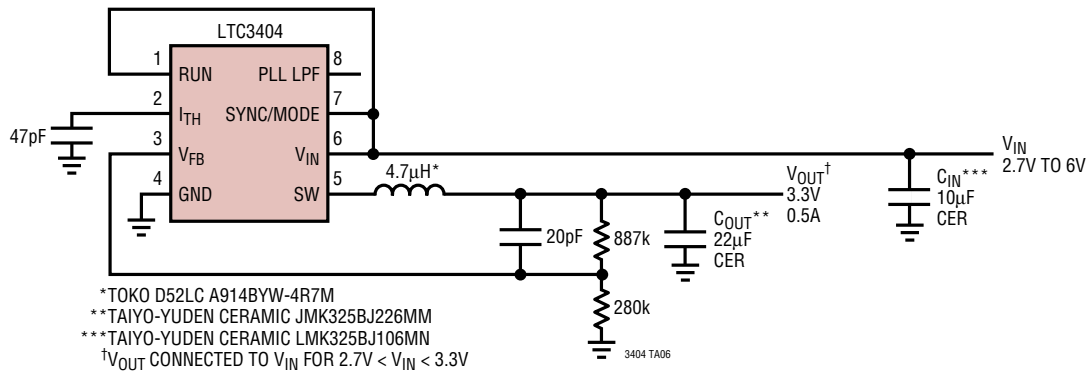 LTC3404
1
RUN
PLL LPF
8
2
I_TH
SYNC/MODE
7
47pF
3
V_FB
V_IN
6
4
GND
SW
5
4.7µH*
V_IN
2.7V TO 6V
C_IN***
10µF
CER
V_OUT†
3.3V
0.5A
20pF
887k
C_OUT**
22µF
CER
280k
*TOKO D52LC A914BYW-4R7M
**TAIYO-YUDEN CERAMIC JMK325BJ226MM
***TAIYO-YUDEN CERAMIC LMK325BJ106MN
†V_OUT CONNECTED TO V_IN FOR 2.7V < V_IN < 3.3V
3404 TA06